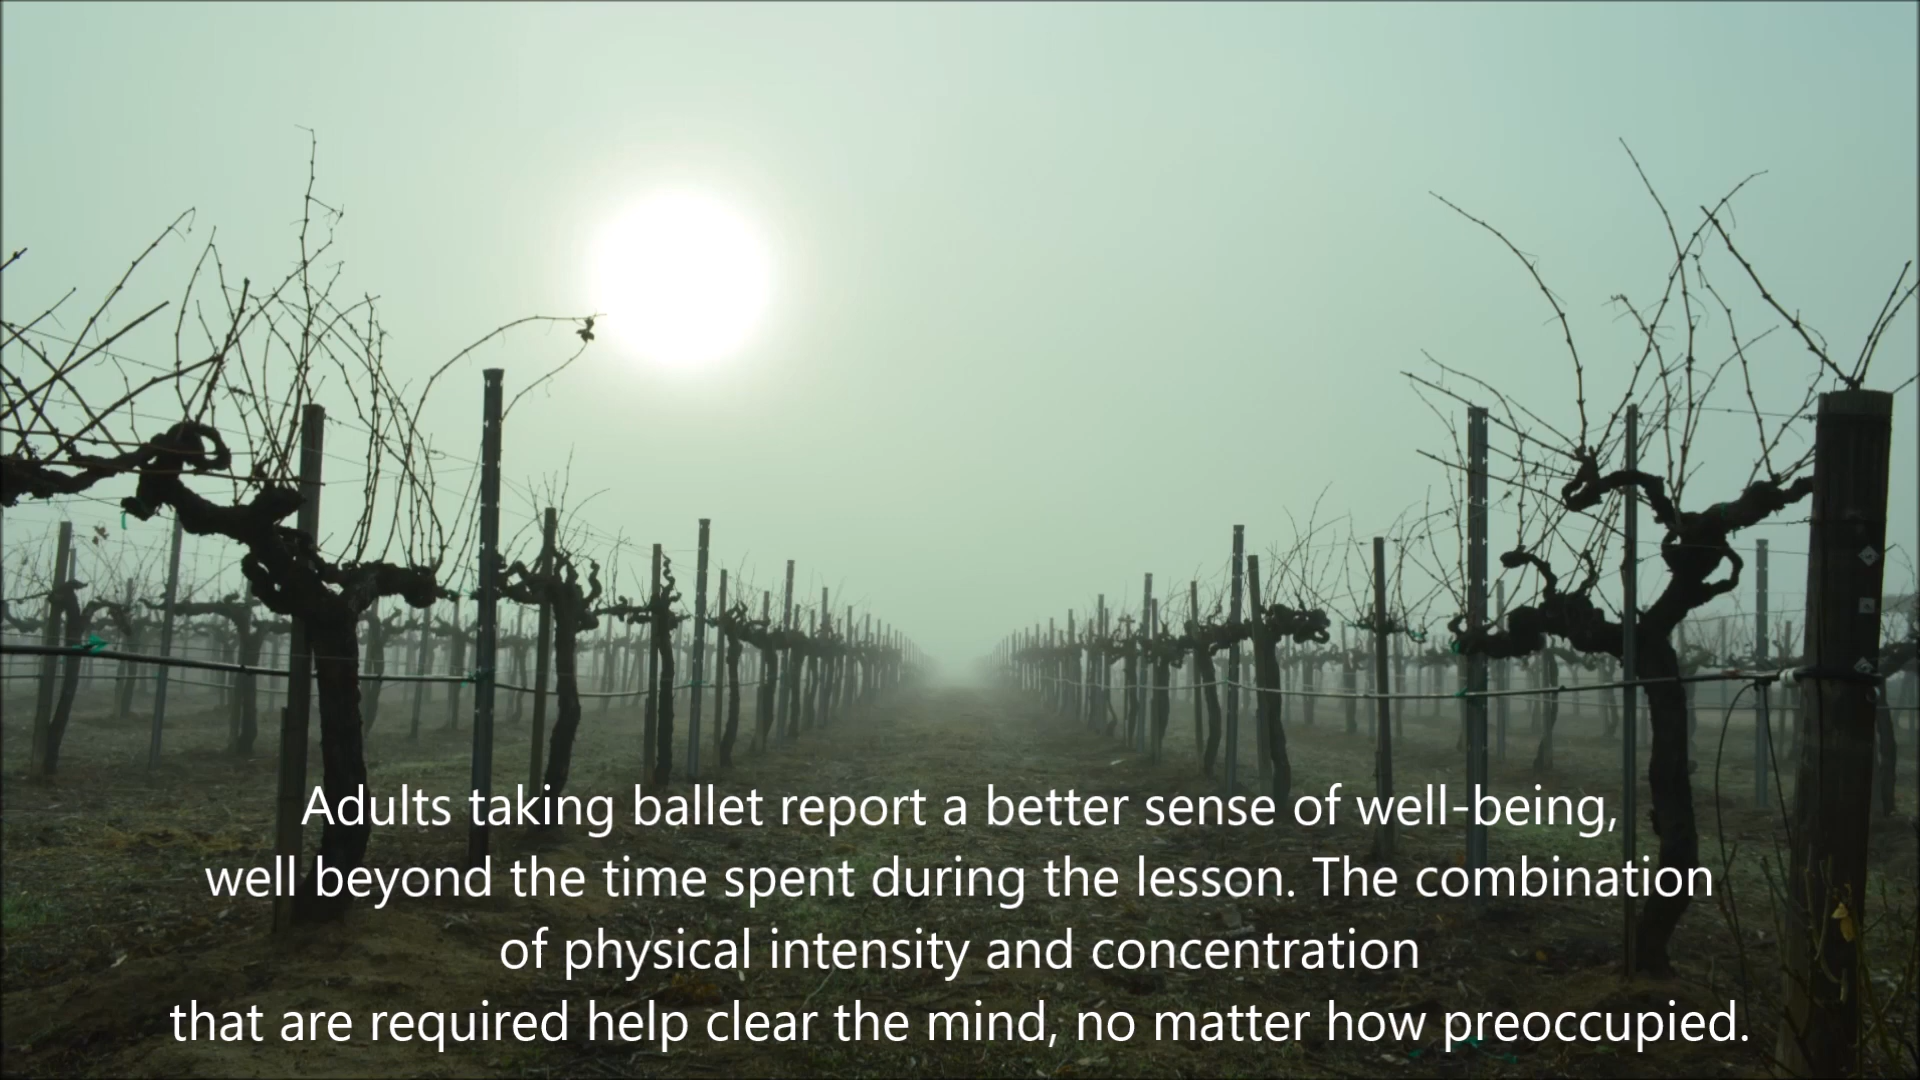 Adults taking ballet report a better sense of well-being,
well beyond the time spent during the lesson. The combination
of physical intensity and concentration
that are required help clear the mind, no matter how preoccupied.